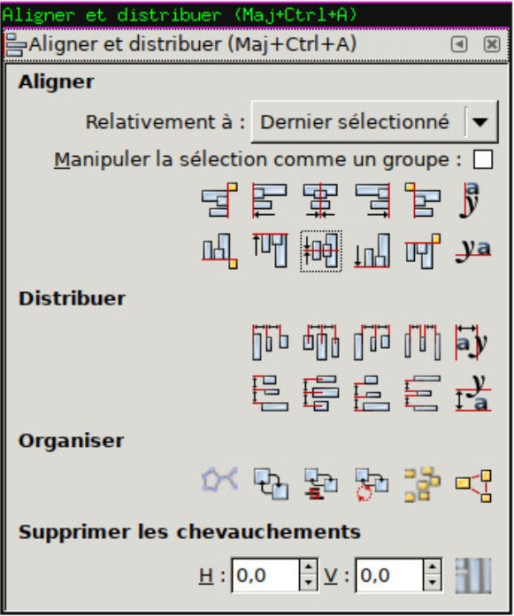 Aligner et distribuer (Maj+Ctrl+A)
Aligner et distribuer (Maj+Ctrl+A)
Aligner
Relativement à : Dernier sélectionné
Manipuler la sélection comme un groupe :
Distribuer
Organiser
Supprimer les chevauchements
H : 0,0 V : 0,0